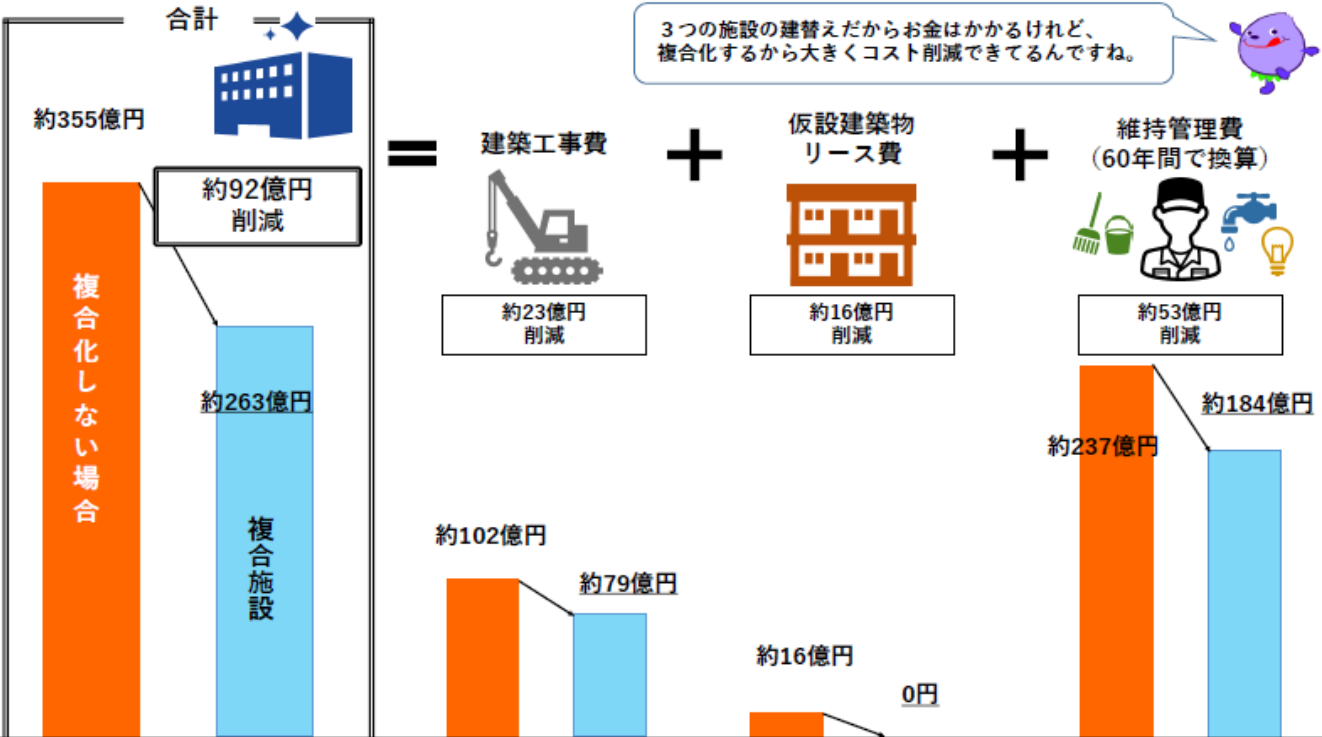 合計
3つの施設の建替えだからお金はかかるけれど、
複合化するから大きくコスト削減できてるんですね。
約355億円
約92億円
削減
複合化しない場合
約263億円
複合施設
=
建築工事費
約23億円
削減
約102億円
約79億円
+
仮設建築物
リース費
約16億円
削減
約16億円
0円
+
維持管理費
(60年間で換算)
約53億円
削減
約237億円
約184億円